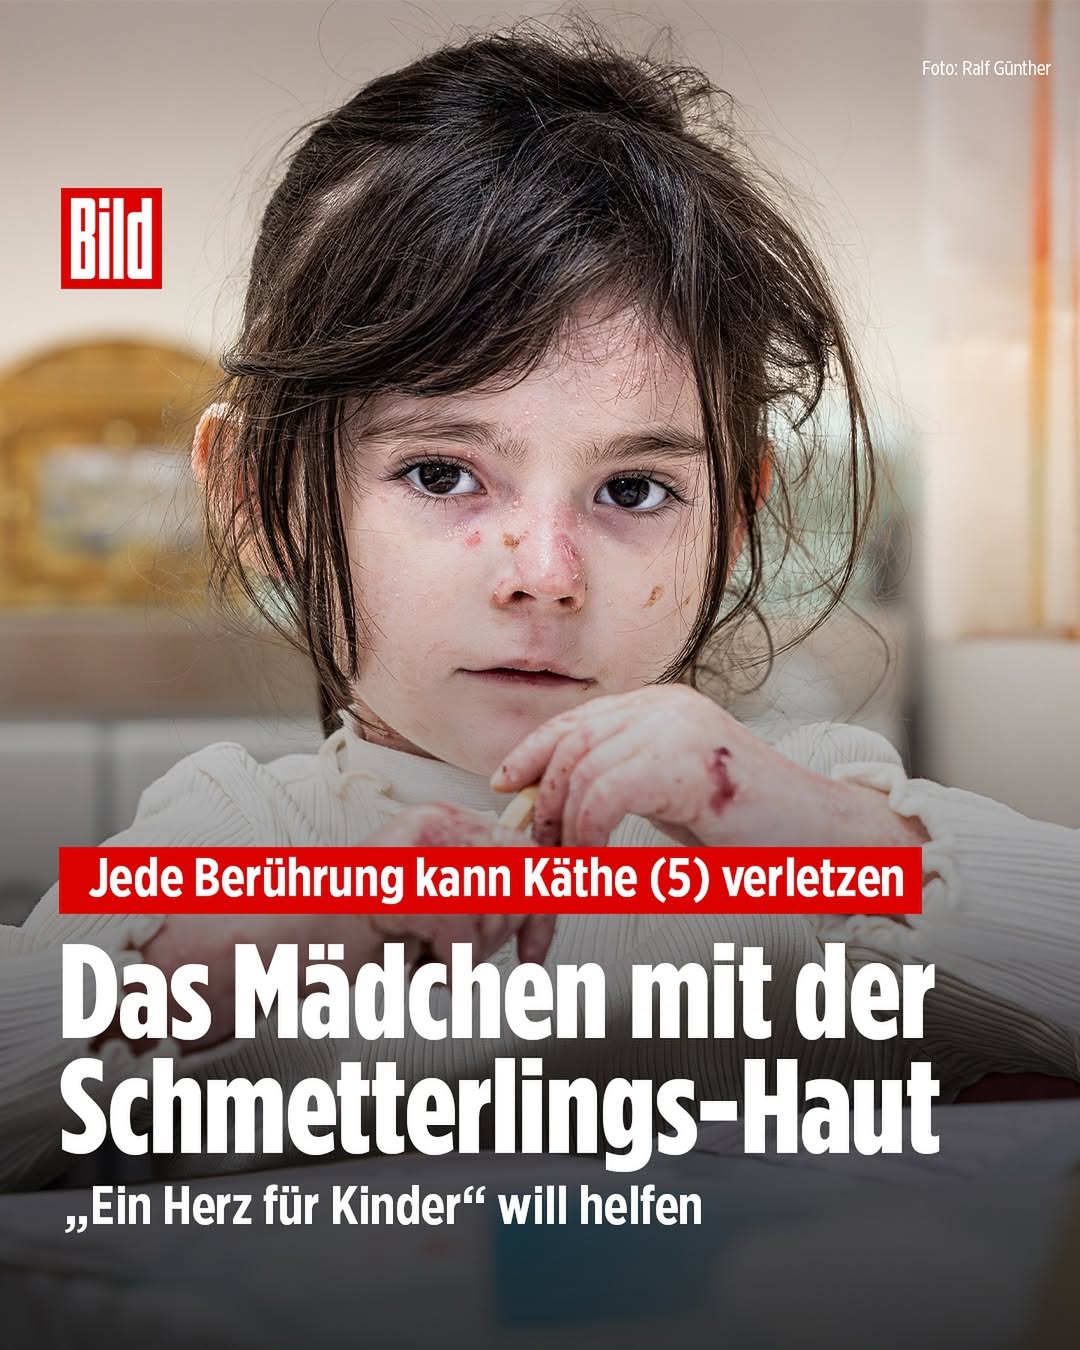 Foto: Ralf Günther
Bild
Jede Berührung kann Käthe (5) verletzen
Das Mädchen mit der
Schmetterlings-Haut
„Ein Herz für Kinder“ will helfen